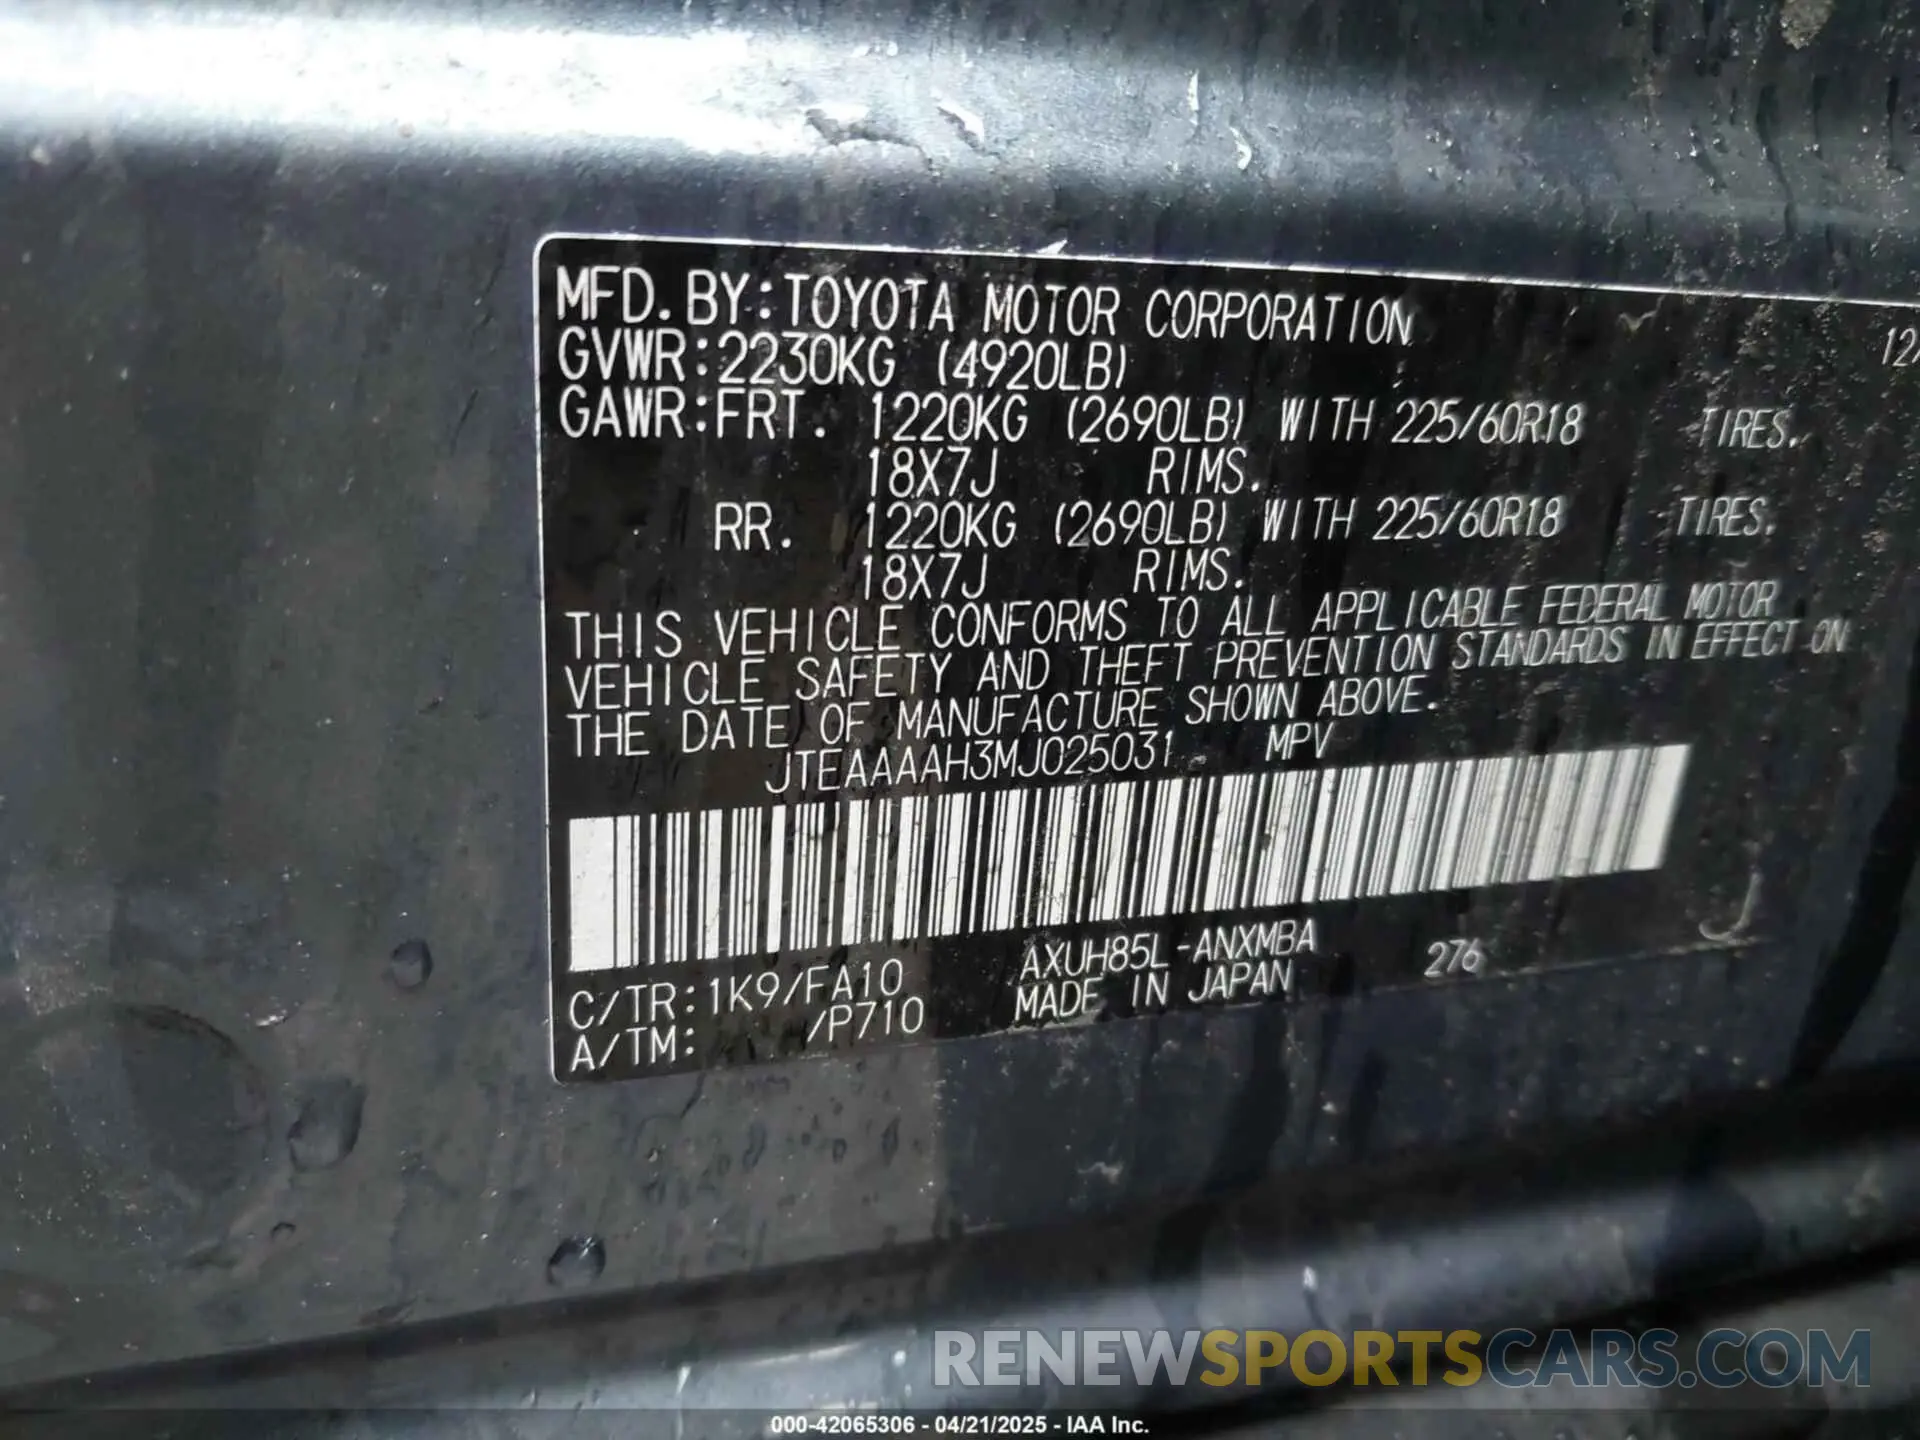 MFD. BY: TOYOTA MOTOR CORPORATION 12/
GVWR: 2230KG (4920LB)
GAWR: FRT. 1220KG (2690LB) WITH 225/60R18 TIRES.
18X7J RIMS.
RR. 1220KG (2690LB) WITH 225/60R18 TIRES.
18X7J RIMS.
THIS VEHICLE CONFORMS TO ALL APPLICABLE FEDERAL MOTOR
VEHICLE SAFETY AND THEFT PREVENTION STANDARDS IN EFFECT ON
THE DATE OF MANUFACTURE SHOWN ABOVE.
JTEAAAAH3MJ025031 MPV
C/TR: 1K9/FA10 AXUH85L-ANXMBA 276
A/TM: /P710 MADE IN JAPAN
J
RENEWSPORTSCARS.COM
000-42065306 - 04/21/2025 - IAA Inc.